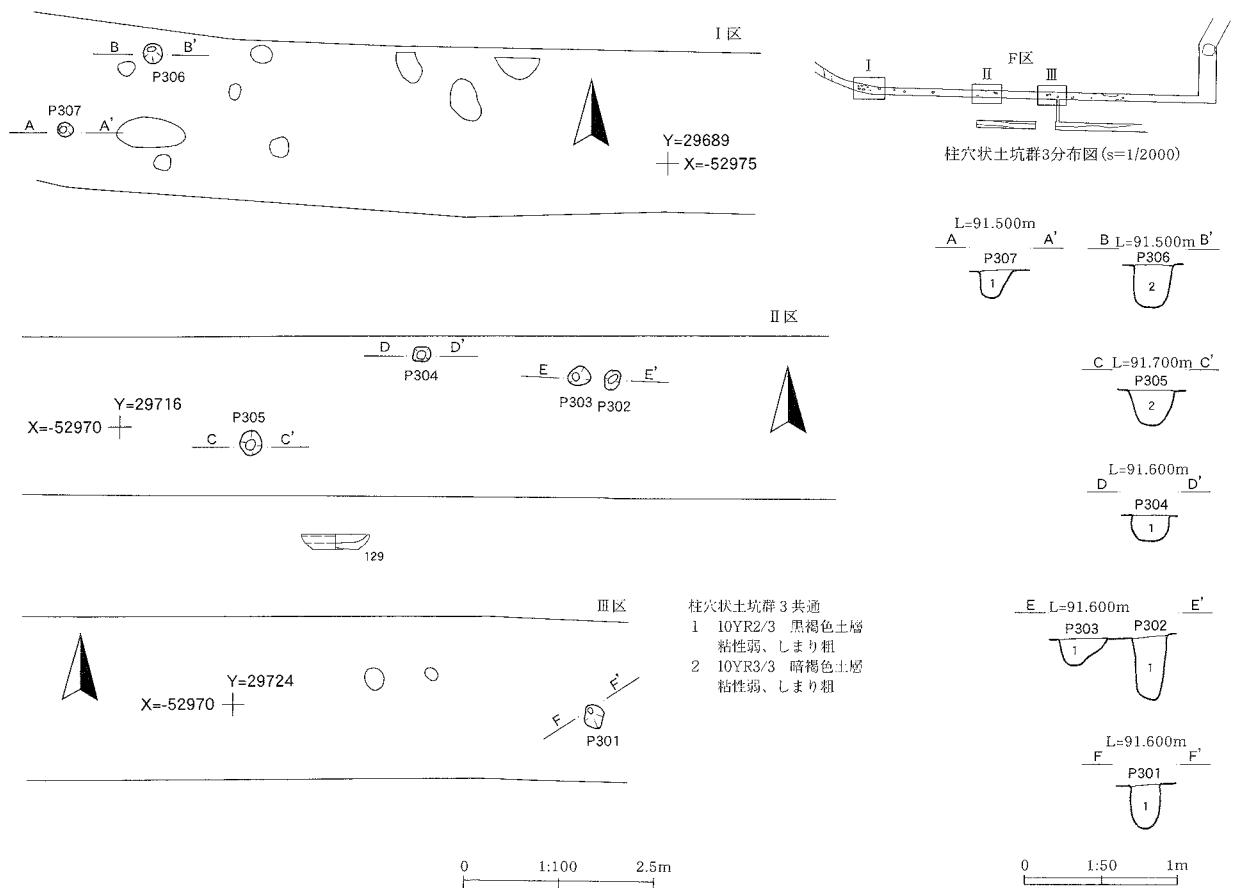 I区
B B'
P306
P307
A A'
Y=29689
X=-52975
F区
I II III
柱穴状土坑群3分布図(s=1/2000)
L=91.500m
A A'
P307
1
B L=91.500m B'
P306
2
II区
D D'
P304
E E'
P303 P302
Y=29716
X=-52970
P305
C C'
C L=91.700m C'
P305
2
L=91.600m
D D'
P304
1
129
III区
Y=29724
X=-52970
F F'
P301
柱穴状土坑群3共通
1 10YR2/3 黒褐色土層
粘性弱、しまり粗
2 10YR3/3 暗褐色土層
粘性弱、しまり粗
E L=91.600m E'
P303 P302
1 1
L=91.600m
F F'
P301
1
0 1:100 2.5m
0 1:50 1m